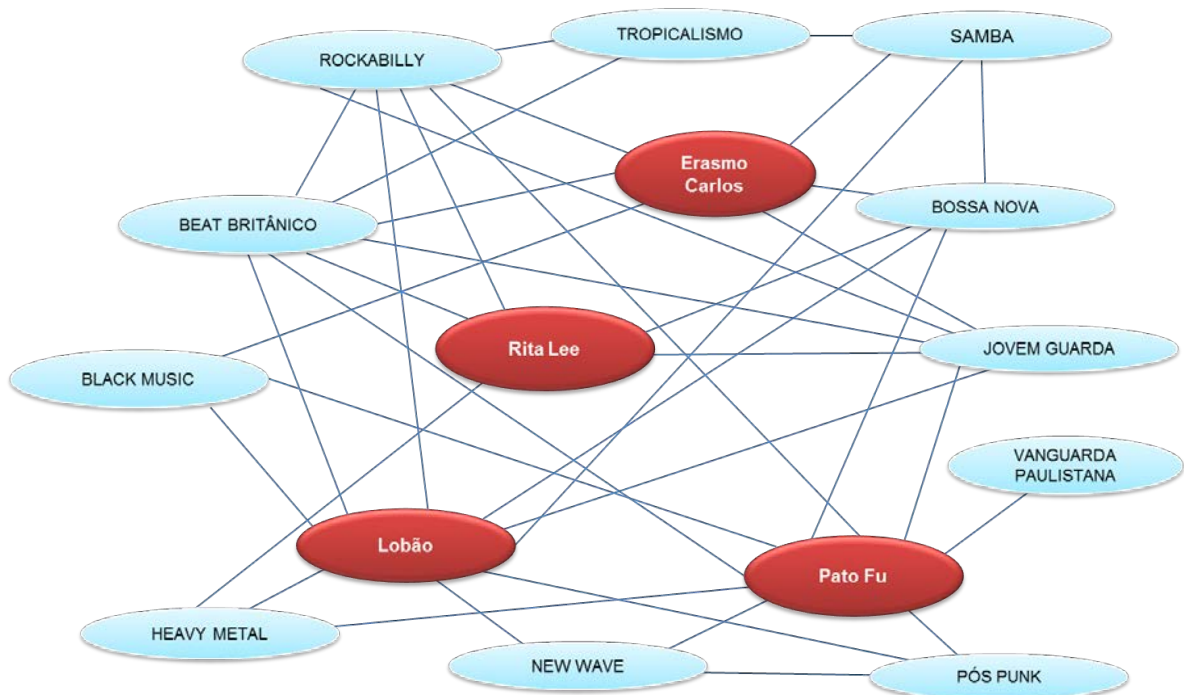 TROPICALISMO
SAMBA
ROCKABILLY
Erasmo
Carlos
BOSSA NOVA
BEAT BRITÂNICO
Rita Lee
JOVEM GUARDA
BLACK MUSIC
VANGUARDA
PAULISTANA
Lobão
Pato Fu
HEAVY METAL
NEW WAVE
PÓS PUNK